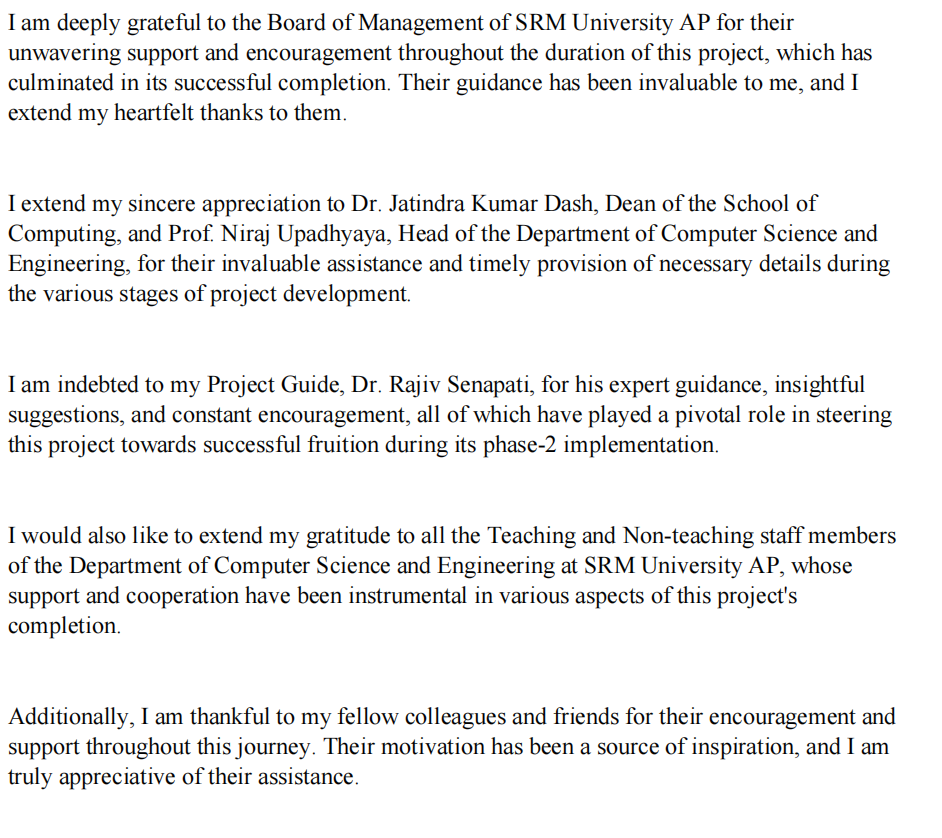 I am deeply grateful to the Board of Management of SRM University AP for their
unwavering support and encouragement throughout the duration of this project, which has
culminated in its successful completion. Their guidance has been invaluable to me, and I
extend my heartfelt thanks to them.
I extend my sincere appreciation to Dr. Jatindra Kumar Dash, Dean of the School of
Computing, and Prof. Niraj Upadhyaya, Head of the Department of Computer Science and
Engineering, for their invaluable assistance and timely provision of necessary details during
the various stages of project development.
I am indebted to my Project Guide, Dr. Rajiv Senapati, for his expert guidance, insightful
suggestions, and constant encouragement, all of which have played a pivotal role in steering
this project towards successful fruition during its phase-2 implementation.
I would also like to extend my gratitude to all the Teaching and Non-teaching staff members
of the Department of Computer Science and Engineering at SRM University AP, whose
support and cooperation have been instrumental in various aspects of this project's
completion.
Additionally, I am thankful to my fellow colleagues and friends for their encouragement and
support throughout this journey. Their motivation has been a source of inspiration, and I am
truly appreciative of their assistance.